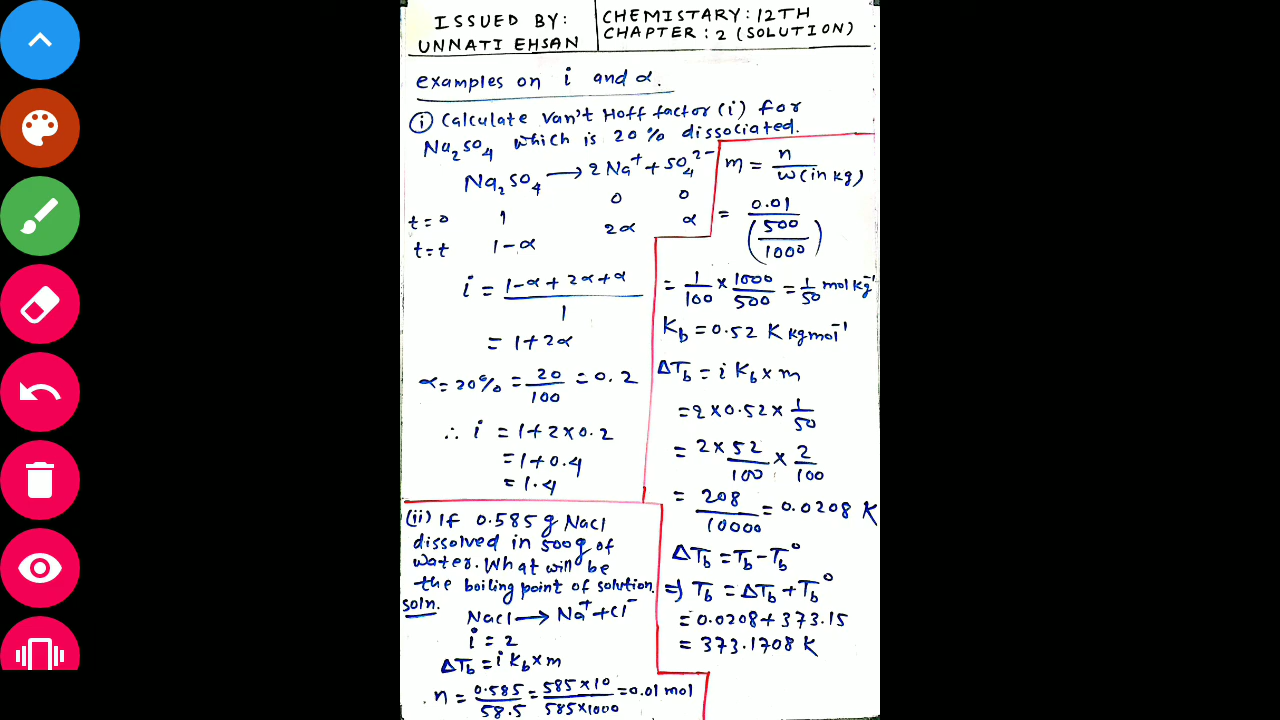 ISSUED BY:
UNNATI EHSAN
CHEMISTARY: 12TH
CHAPTER: 2 (SOLUTION)
examples on i and α.
(i) Calculate Van't Hoff factor (i) for
Na₂SO₄ which is 20% dissociated.
Na₂SO₄ ⟶ 2Na⁺ + SO₄²⁻
t=0 1 0 0
t=t 1-α 2α α
i = (1-α+2α+α)/1
= 1+2α
α=20% = 20/100 = 0.2
∴ i = 1+2×0.2
= 1+0.4
= 1.4
(ii) If 0.585 g Nacl
dissolved in 500g of
water. What will be
the boiling point of solution.
soln.
Nacl ⟶ Na⁺+Cl⁻
i = 2
ΔT_b = i K_b × m
n = 0.585/58.5 = 585×10/585×1000 = 0.01 mol
m = n/w(in kg)
= 0.01/(500/1000)
= 1/100 × 1000/500 = 1/50 mol kg⁻¹
K_b = 0.52 K kgmol⁻¹
ΔT_b = i K_b × m
= 2×0.52× 1/50
= 2×52/100 × 2/100
= 208/10000 = 0.0208 K
ΔT_b = T_b - T_b°
⇒ T_b = ΔT_b + T_b°
= 0.0208 + 373.15
= 373.1708 K